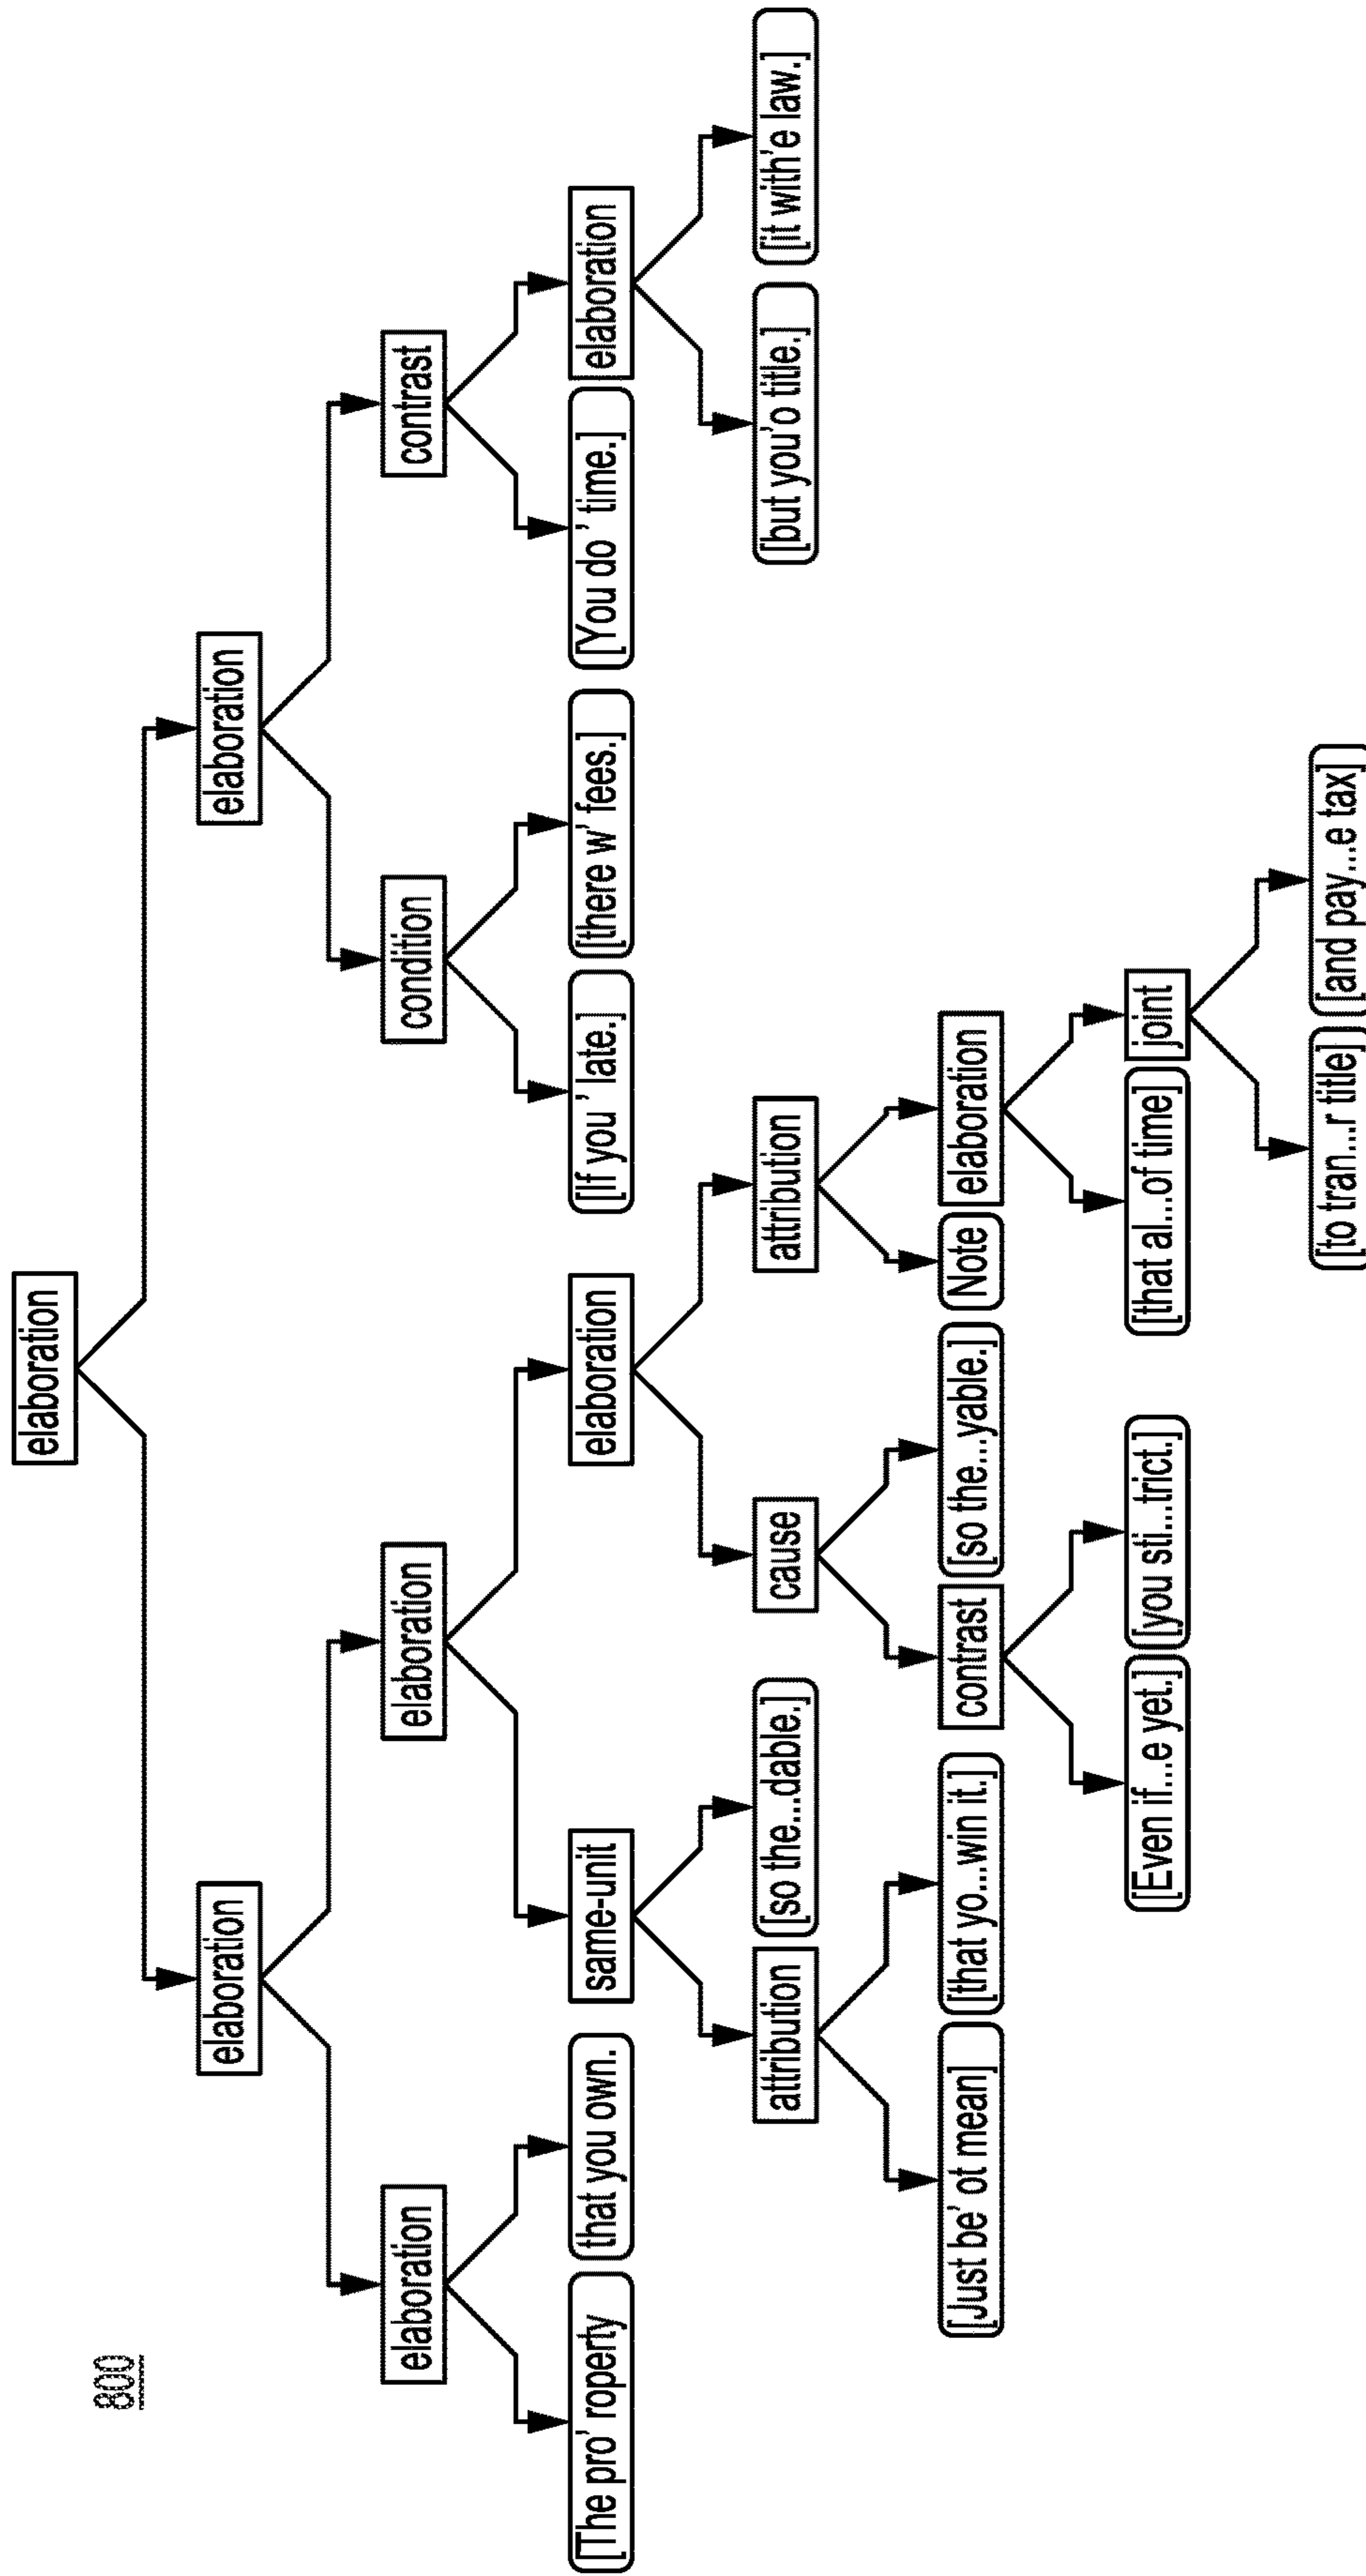 800
elaboration
elaboration
elaboration
elaboration
elaboration
condition
contrast
[The pro' roperty
that you own.
same-unit
elaboration
[If you ' late.]
[there w' fees.]
[You do ' time.]
elaboration
attribution
[so the...dable.]
cause
attribution
[but you'o title.]
[it with'e law.]
[Just be' ot mean]
[that yo...win it.]
contrast
[so the...yable.]
Note
elaboration
[Even if...e yet.]
[you sti...trict.]
[that al...of time]
joint
[to tran...r title]
[and pay...e tax]